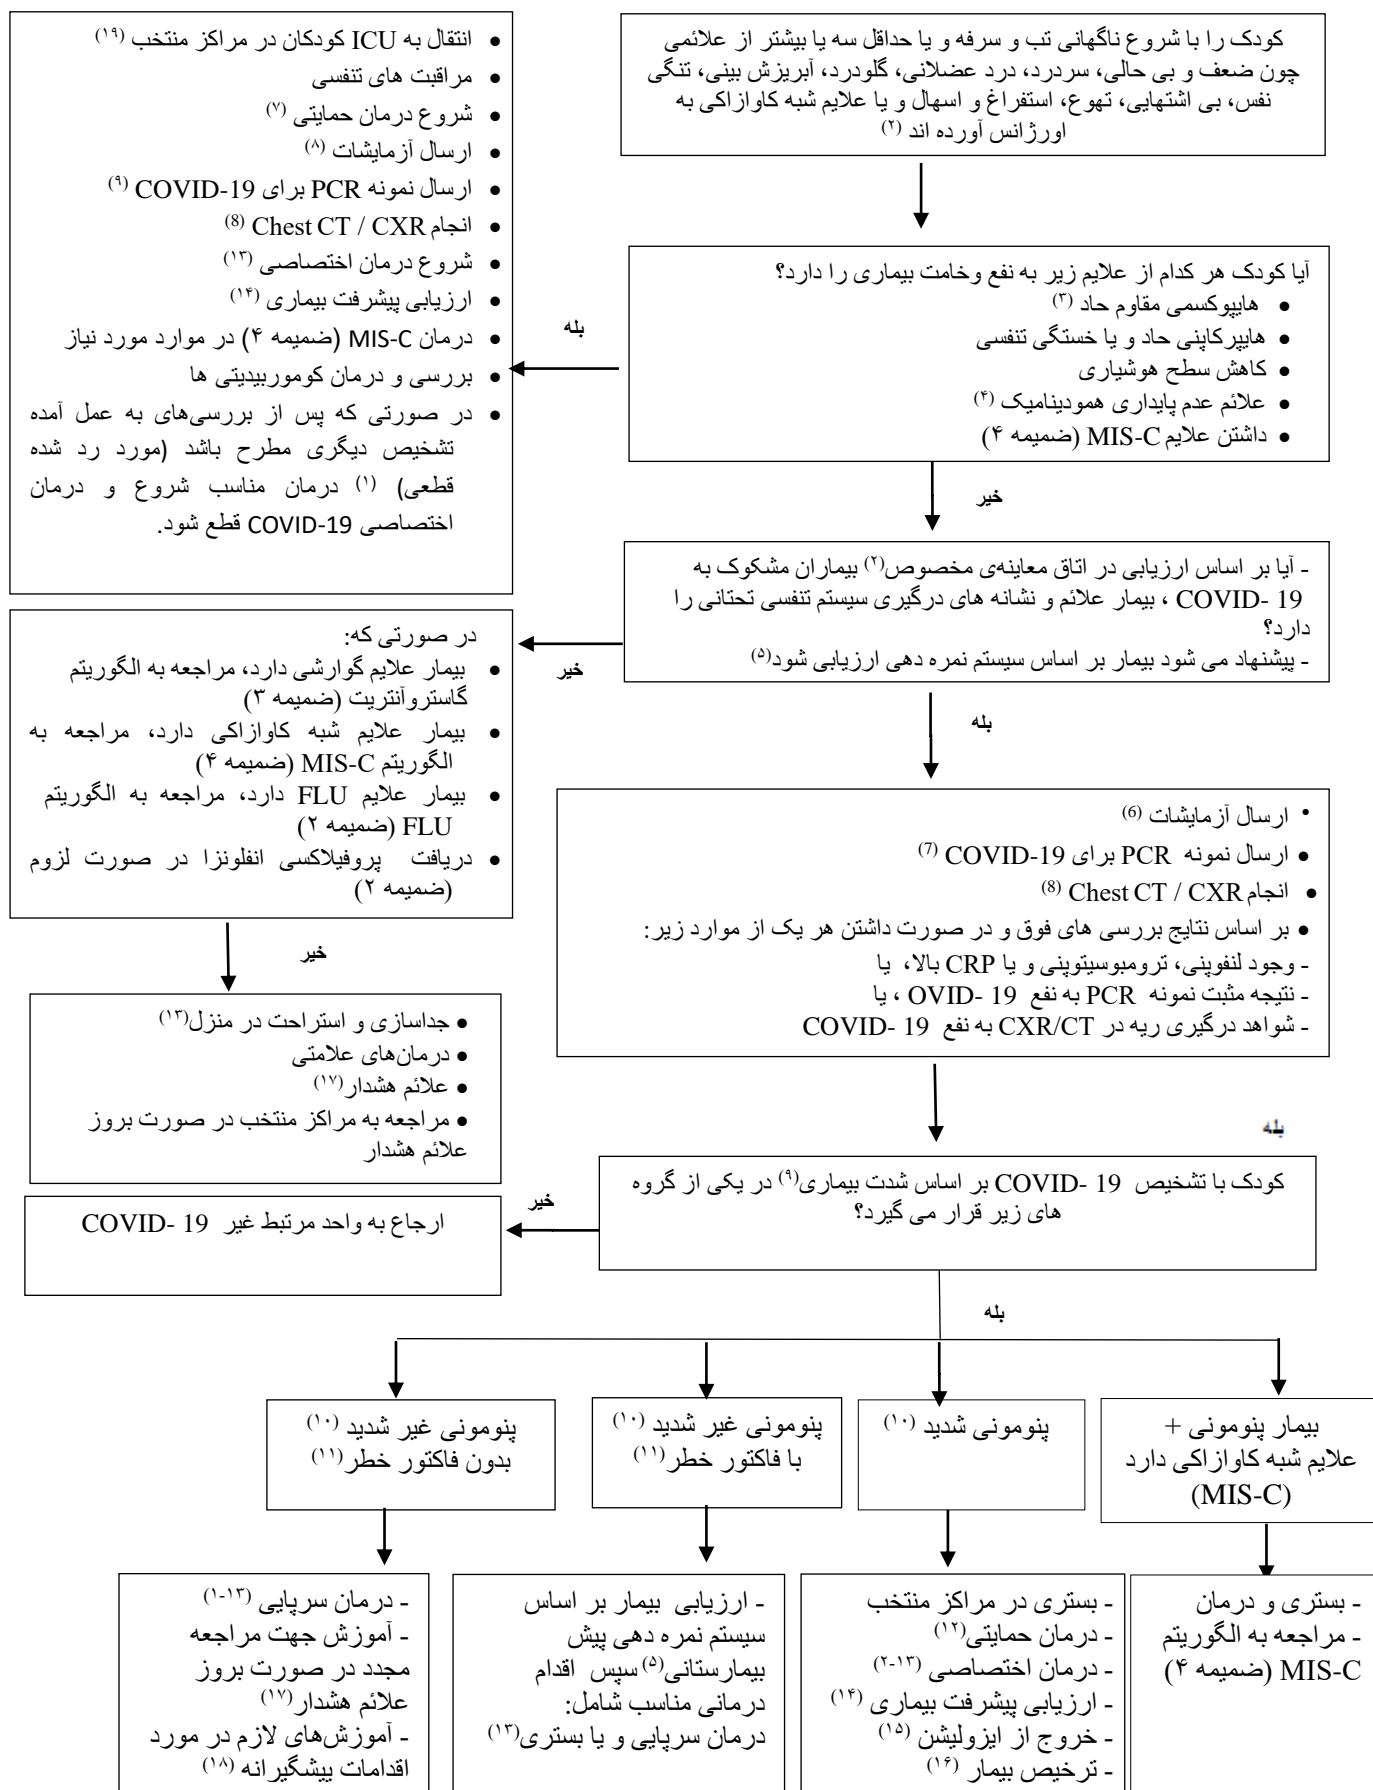 کودک را با شروع ناگهانی تب و سرفه و یا حداقل سه یا بیشتر از علائمی
چون ضعف و بی حالی، سردرد، درد عضلانی، گلودرد، آبریزش بینی، تنگی
نفس، بی اشتهایی، تهوع، استفراغ و اسهال و یا علایم شبه کاوازاکی به
اورژانس آورده اند (۲)
آیا کودک هر کدام از علایم زیر به نفع وخامت بیماری را دارد؟
• هایپوکسمی مقاوم حاد (۳)
• هایپرکاپنی حاد و یا خستگی تنفسی
• کاهش سطح هوشیاری
• علائم عدم پایداری همودینامیک (۴)
• داشتن علایم MIS-C (ضمیمه ۴)
بله
• انتقال به ICU کودکان در مراکز منتخب (۱۹)
• مراقبت های تنفسی
• شروع درمان حمایتی (۷)
• ارسال آزمایشات (۸)
• ارسال نمونه PCR برای COVID-19 (۹)
• انجام Chest CT / CXR (8)
• شروع درمان اختصاصی (۱۳)
• ارزیابی پیشرفت بیماری (۱۴)
• درمان MIS-C (ضمیمه ۴) در موارد مورد نیاز
• بررسی و درمان کوموربیدیتی ها
• در صورتی که پس از بررسی‌های به عمل آمده
تشخیص دیگری مطرح باشد (مورد رد شده
قطعی) (۱) درمان مناسب شروع و درمان
اختصاصی COVID-19 قطع شود.
خیر
- آیا بر اساس ارزیابی در اتاق معاینه‌ی مخصوص(۲) بیماران مشکوک به
COVID- 19 ، بیمار علائم و نشانه های درگیری سیستم تنفسی تحتانی را
دارد؟
- پیشنهاد می شود بیمار بر اساس سیستم نمره دهی ارزیابی شود(۵)
خیر
در صورتی که:
• بیمار علایم گوارشی دارد، مراجعه به الگوریتم
گاستروآنتریت (ضمیمه ۳)
• بیمار علایم شبه کاوازاکی دارد، مراجعه به
الگوریتم MIS-C (ضمیمه ۴)
• بیمار علایم FLU دارد، مراجعه به الگوریتم
FLU (ضمیمه ۲)
• دریافت پروفیلاکسی انفلونزا در صورت لزوم
(ضمیمه ۲)
خیر
• جداسازی و استراحت در منزل(۱۳)
• درمان‌های علامتی
• علائم هشدار(۱۷)
• مراجعه به مراکز منتخب در صورت بروز
علائم هشدار
بله
• ارسال آزمایشات (6)
• ارسال نمونه PCR برای COVID-19 (7)
• انجام Chest CT / CXR (8)
• بر اساس نتایج بررسی های فوق و در صورت داشتن هر یک از موارد زیر:
- وجود لنفوپنی، ترومبوسیتوپنی و یا CRP بالا، یا
- نتیجه مثبت نمونه PCR به نفع OVID- 19 ، یا
- شواهد درگیری ریه در CXR/CT به نفع COVID- 19
بله
کودک با تشخیص COVID- 19 بر اساس شدت بیماری(۹) در یکی از گروه
های زیر قرار می گیرد؟
خیر
ارجاع به واحد مرتبط غیر COVID- 19
بله
بیمار پنومونی +
علایم شبه کاوازاکی دارد
(MIS-C)
پنومونی شدید (۱۰)
پنومونی غیر شدید (۱۰)
با فاکتور خطر(۱۱)
پنومونی غیر شدید (۱۰)
بدون فاکتور خطر(۱۱)
- بستری و درمان
- مراجعه به الگوریتم
MIS-C (ضمیمه ۴)
- بستری در مراکز منتخب
- درمان حمایتی(۱۲)
- درمان اختصاصی (۱۳-۲)
- ارزیابی پیشرفت بیماری (۱۴)
- خروج از ایزولیشن (۱۵)
- ترخیص بیمار (۱۶)
- ارزیابی بیمار بر اساس
سیستم نمره دهی پیش
بیمارستانی(۵) سپس اقدام
درمانی مناسب شامل:
درمان سرپایی و یا بستری(۱۳)
- درمان سرپایی (۱۳-۱)
- آموزش جهت مراجعه
مجدد در صورت بروز
علائم هشدار(۱۷)
- آموزش‌های لازم در مورد
اقدامات پیشگیرانه (۱۸)